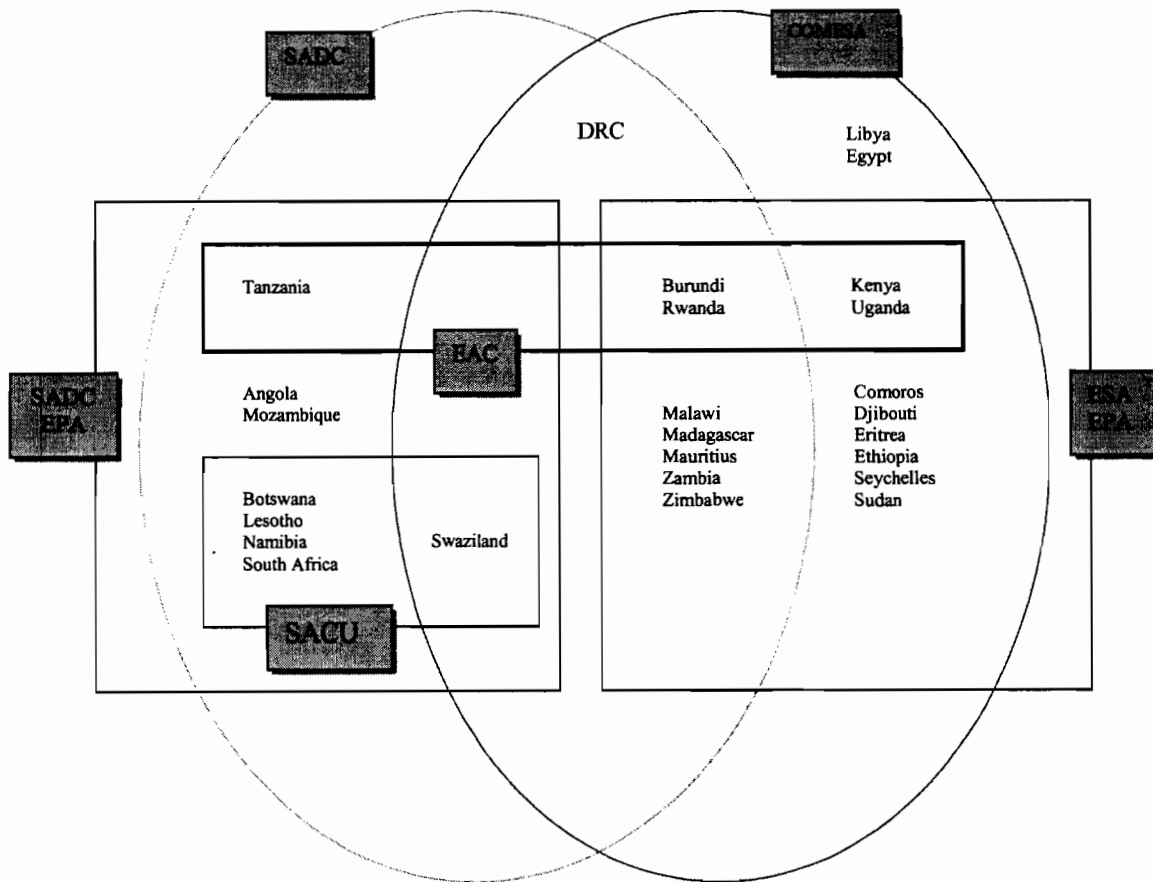 SADC
COMESA
DRC
Libya
Egypt
Tanzania
Burundi
Rwanda
Kenya
Uganda
EAC
SADC
EPA
ESA
EPA
Angola
Mozambique
Malawi
Madagascar
Mauritius
Zambia
Zimbabwe
Comoros
Djibouti
Eritrea
Ethiopia
Seychelles
Sudan
Botswana
Lesotho
Namibia
South Africa
Swaziland
SACU